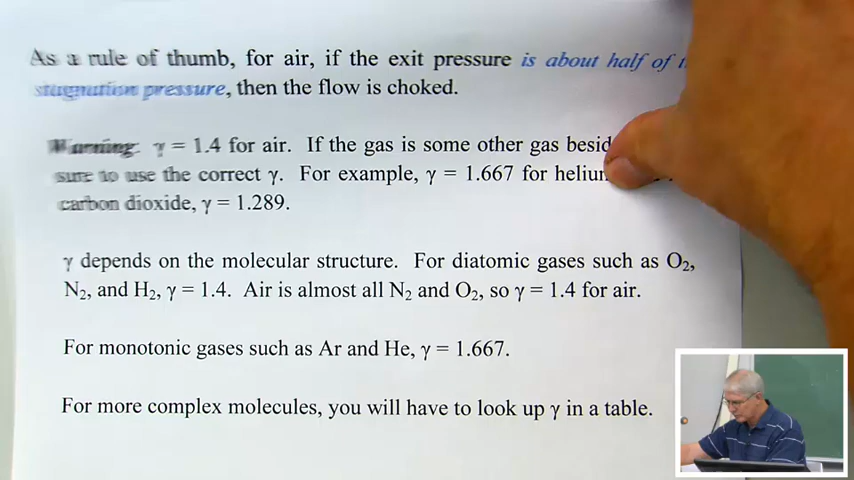 As a rule of thumb, for air, if the exit pressure is about half of
stagnation pressure, then the flow is choked.
Warning: γ = 1.4 for air. If the gas is some other gas
sure to use the correct γ. For example, γ = 1.667 for
carbon dioxide, γ = 1.289.
γ depends on the molecular structure. For diatomic gases such as O₂,
N₂, and H₂, γ = 1.4. Air is almost all N₂ and O₂, so γ = 1.4 for air.
For monotonic gases such as Ar and He, γ = 1.667.
For more complex molecules, you will have to look up γ in a table.